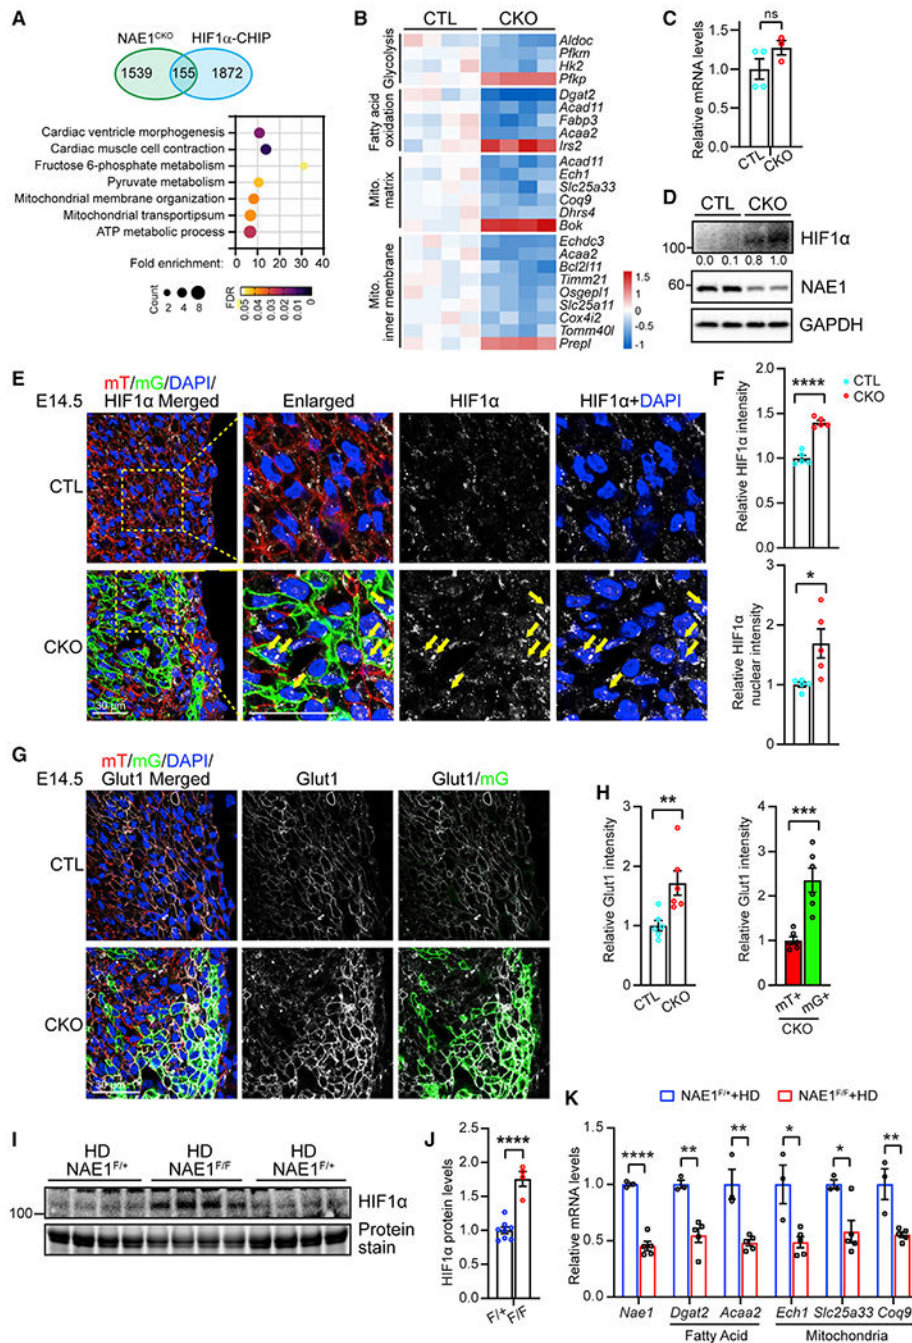 A
NAE1CKO HIF1α-CHIP
1539 155 1872
Cardiac ventricle morphogenesis
Cardiac muscle cell contraction
Fructose 6-phosphate metabolism
Pyruvate metabolism
Mitochondrial membrane organization
Mitochondrial transportipsum
ATP metabolic process
Fold enrichment: 0 10 20 30 40
Count
2 4 8
FDR
0.05 0.04 0.03 0.02 0.01 0
B
CTL CKO
Glycolysis
Aldoc
Pfkm
Hk2
Pfkp
Fatty acid
oxidation
Dgat2
Acad11
Fabp3
Acaa2
Irs2
Mito.
matrix
Acad11
Ech1
Slc25a33
Coq9
Dhrs4
Bok
Mito.
inner membrane
Echdc3
Acaa2
Bcl2l11
Timm21
Osgepl1
Slc25a11
Cox4i2
Tomm40l
Prepl
1.5
1
0.5
0
-0.5
-1
C
Relative mRNA levels
ns
1.5
1.0
0.5
0.0
CTL
CKO
D
CTL CKO
HIF1α
100
0.0 0.1 0.8 1.0
60
NAE1
GAPDH
E
E14.5
mT/mG/DAPI/
HIF1α Merged
Enlarged
HIF1α
HIF1α+DAPI
CTL
CKO
30 μm
F
CTL
CKO
Relative HIF1α intensity
****
2.0
1.5
1.0
0.5
0.0
Relative HIF1α
nuclear intensity
*
3
2
1
0
G
E14.5
mT/mG/DAPI/
Glut1 Merged
Glut1
Glut1/mG
CTL
CKO
30 μm
H
Relative Glut1 intensity
**
3
2
1
0
CTL
CKO
Relative Glut1 intensity
***
4
3
2
1
0
mT+
mG+
CKO
I
HD
NAE1F/+
HD
NAE1F/F
HD
NAE1F/+
100
HIF1α
Protein
stain
J
HIF1α protein levels
****
2.0
1.5
1.0
0.5
0.0
F/+
F/F
K
NAE1F/++HD NAE1F/F+HD
Relative mRNA levels
1.5
1.0
0.5
0.0
**** ** ** * * **
Nae1 Dgat2 Acaa2 Ech1 Slc25a33 Coq9
Fatty Acid Mitochondria